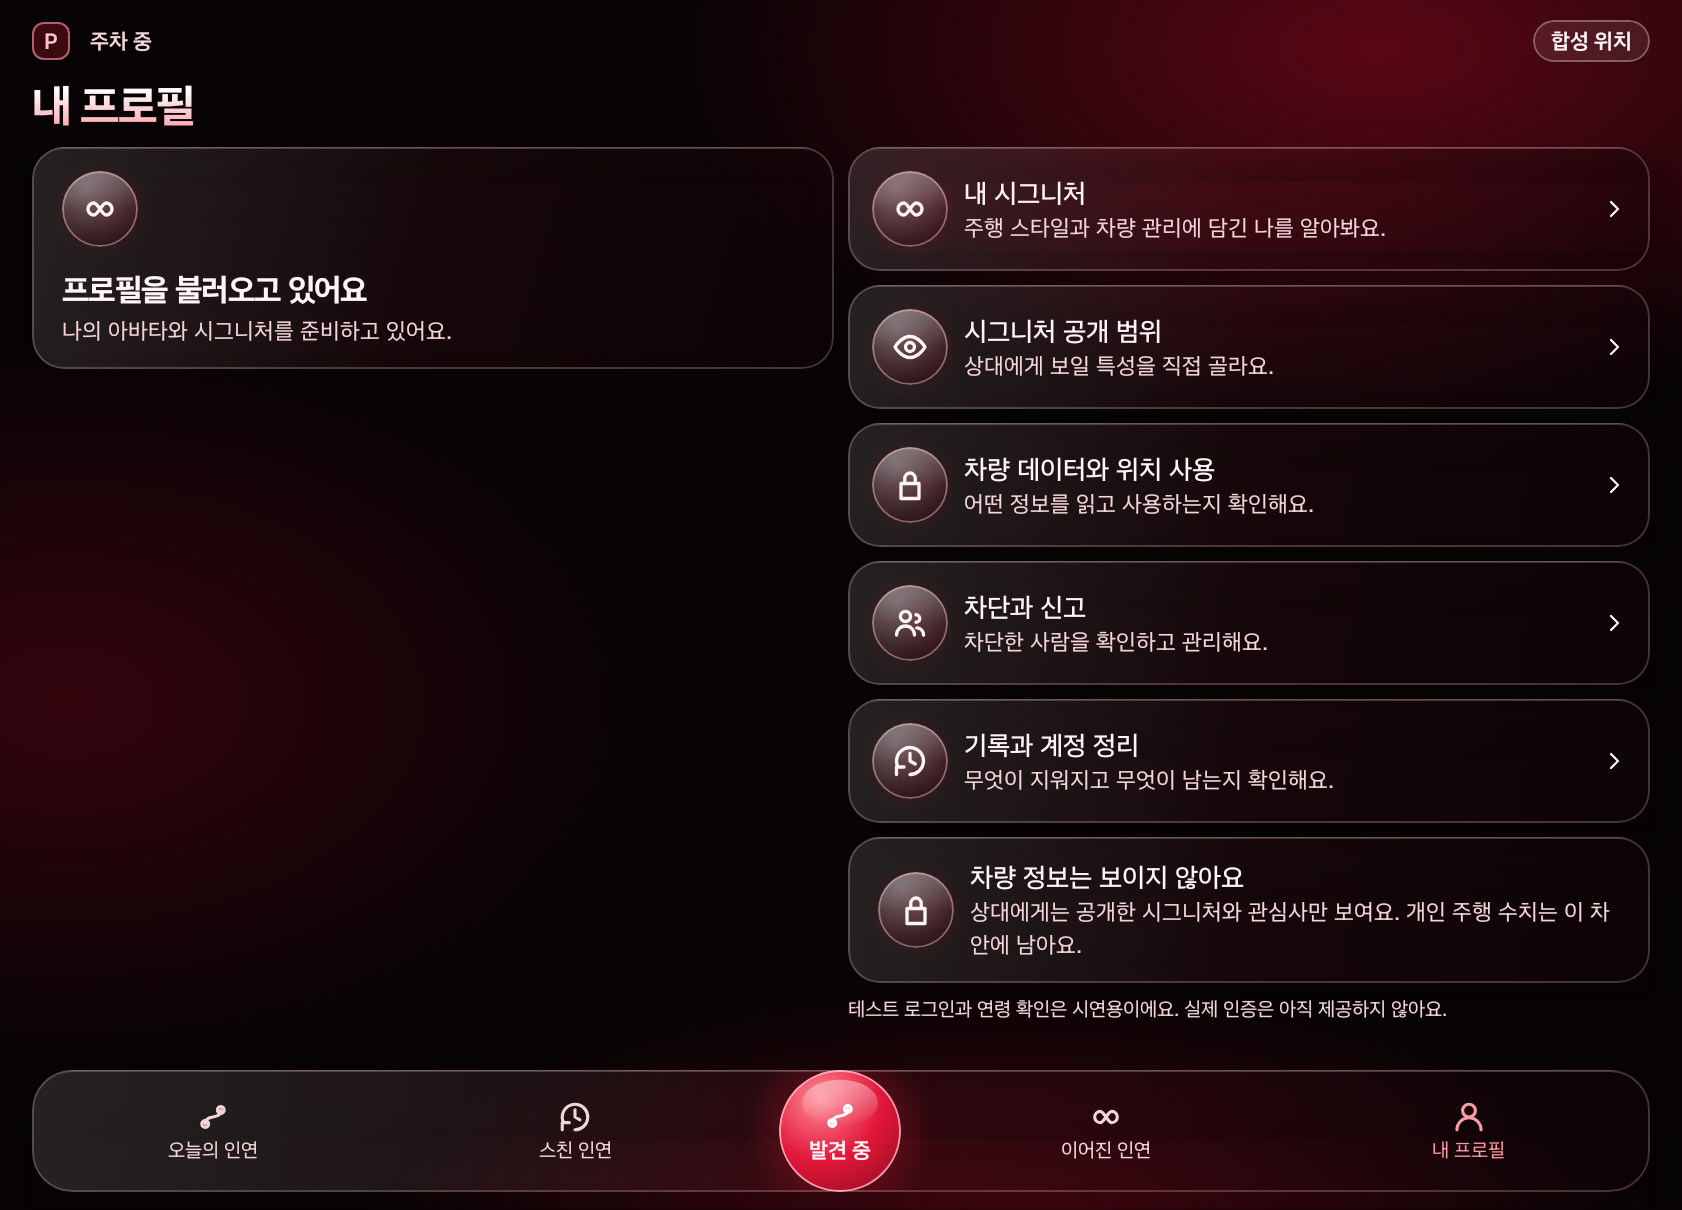 P 주차 중
합성 위치
내 프로필
프로필을 불러오고 있어요
나의 아바타와 시그니처를 준비하고 있어요.
내 시그니처
주행 스타일과 차량 관리에 담긴 나를 알아봐요.
시그니처 공개 범위
상대에게 보일 특성을 직접 골라요.
차량 데이터와 위치 사용
어떤 정보를 읽고 사용하는지 확인해요.
차단과 신고
차단한 사람을 확인하고 관리해요.
기록과 계정 정리
무엇이 지워지고 무엇이 남는지 확인해요.
차량 정보는 보이지 않아요
상대에게는 공개한 시그니처와 관심사만 보여요. 개인 주행 수치는 이 차
안에 남아요.
테스트 로그인과 연령 확인은 시연용이에요. 실제 인증은 아직 제공하지 않아요.
오늘의 인연
스친 인연
발견 중
이어진 인연
내 프로필